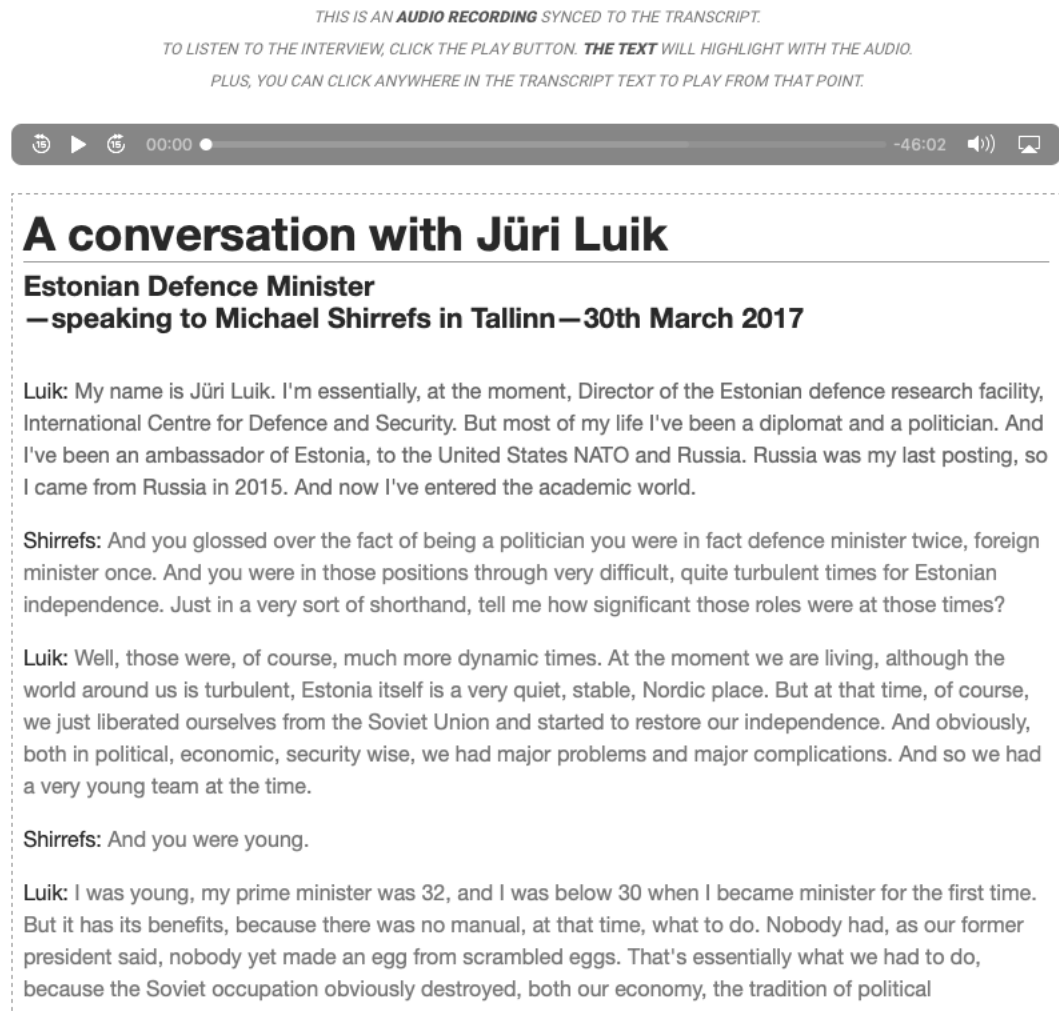 THIS IS AN AUDIO RECORDING SYNCED TO THE TRANSCRIPT.
TO LISTEN TO THE INTERVIEW, CLICK THE PLAY BUTTON. THE TEXT WILL HIGHLIGHT WITH THE AUDIO.
PLUS, YOU CAN CLICK ANYWHERE IN THE TRANSCRIPT TEXT TO PLAY FROM THAT POINT.
15 15 00:00 -46:02
A conversation with Jüri Luik
Estonian Defence Minister
—speaking to Michael Shirrefs in Tallinn—30th March 2017
Luik: My name is Jüri Luik. I'm essentially, at the moment, Director of the Estonian defence research facility,
International Centre for Defence and Security. But most of my life I've been a diplomat and a politician. And
I've been an ambassador of Estonia, to the United States NATO and Russia. Russia was my last posting, so
I came from Russia in 2015. And now I've entered the academic world.
Shirrefs: And you glossed over the fact of being a politician you were in fact defence minister twice, foreign
minister once. And you were in those positions through very difficult, quite turbulent times for Estonian
independence. Just in a very sort of shorthand, tell me how significant those roles were at those times?
Luik: Well, those were, of course, much more dynamic times. At the moment we are living, although the
world around us is turbulent, Estonia itself is a very quiet, stable, Nordic place. But at that time, of course,
we just liberated ourselves from the Soviet Union and started to restore our independence. And obviously,
both in political, economic, security wise, we had major problems and major complications. And so we had
a very young team at the time.
Shirrefs: And you were young.
Luik: I was young, my prime minister was 32, and I was below 30 when I became minister for the first time.
But it has its benefits, because there was no manual, at that time, what to do. Nobody had, as our former
president said, nobody yet made an egg from scrambled eggs. That's essentially what we had to do,
because the Soviet occupation obviously destroyed, both our economy, the tradition of political